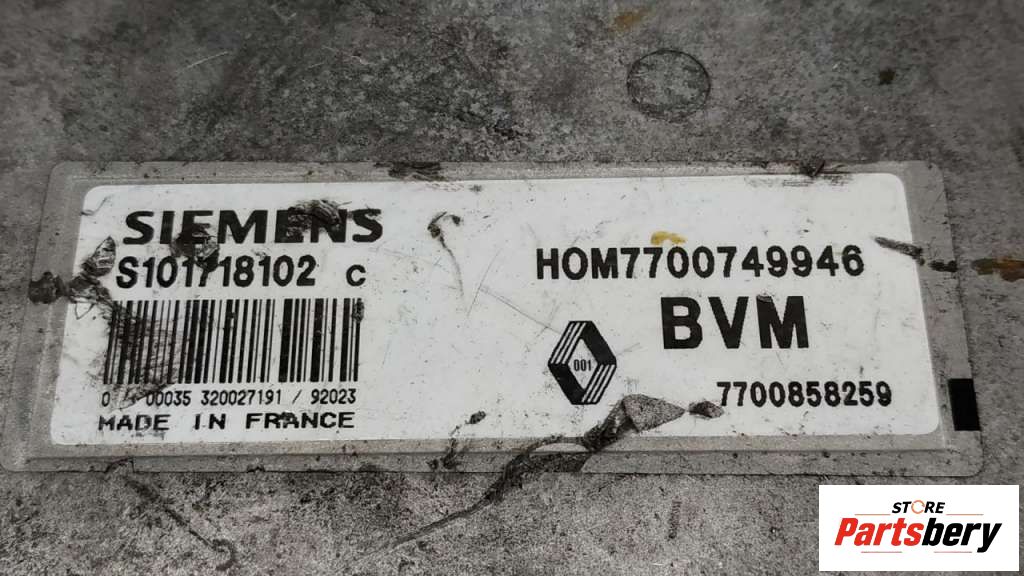 SIEMENS
S101718102 C
00035 320027191 / 92023
MADE IN FRANCE
HOM7700749946
BVM
001
7700858259
STORE
Partsbery